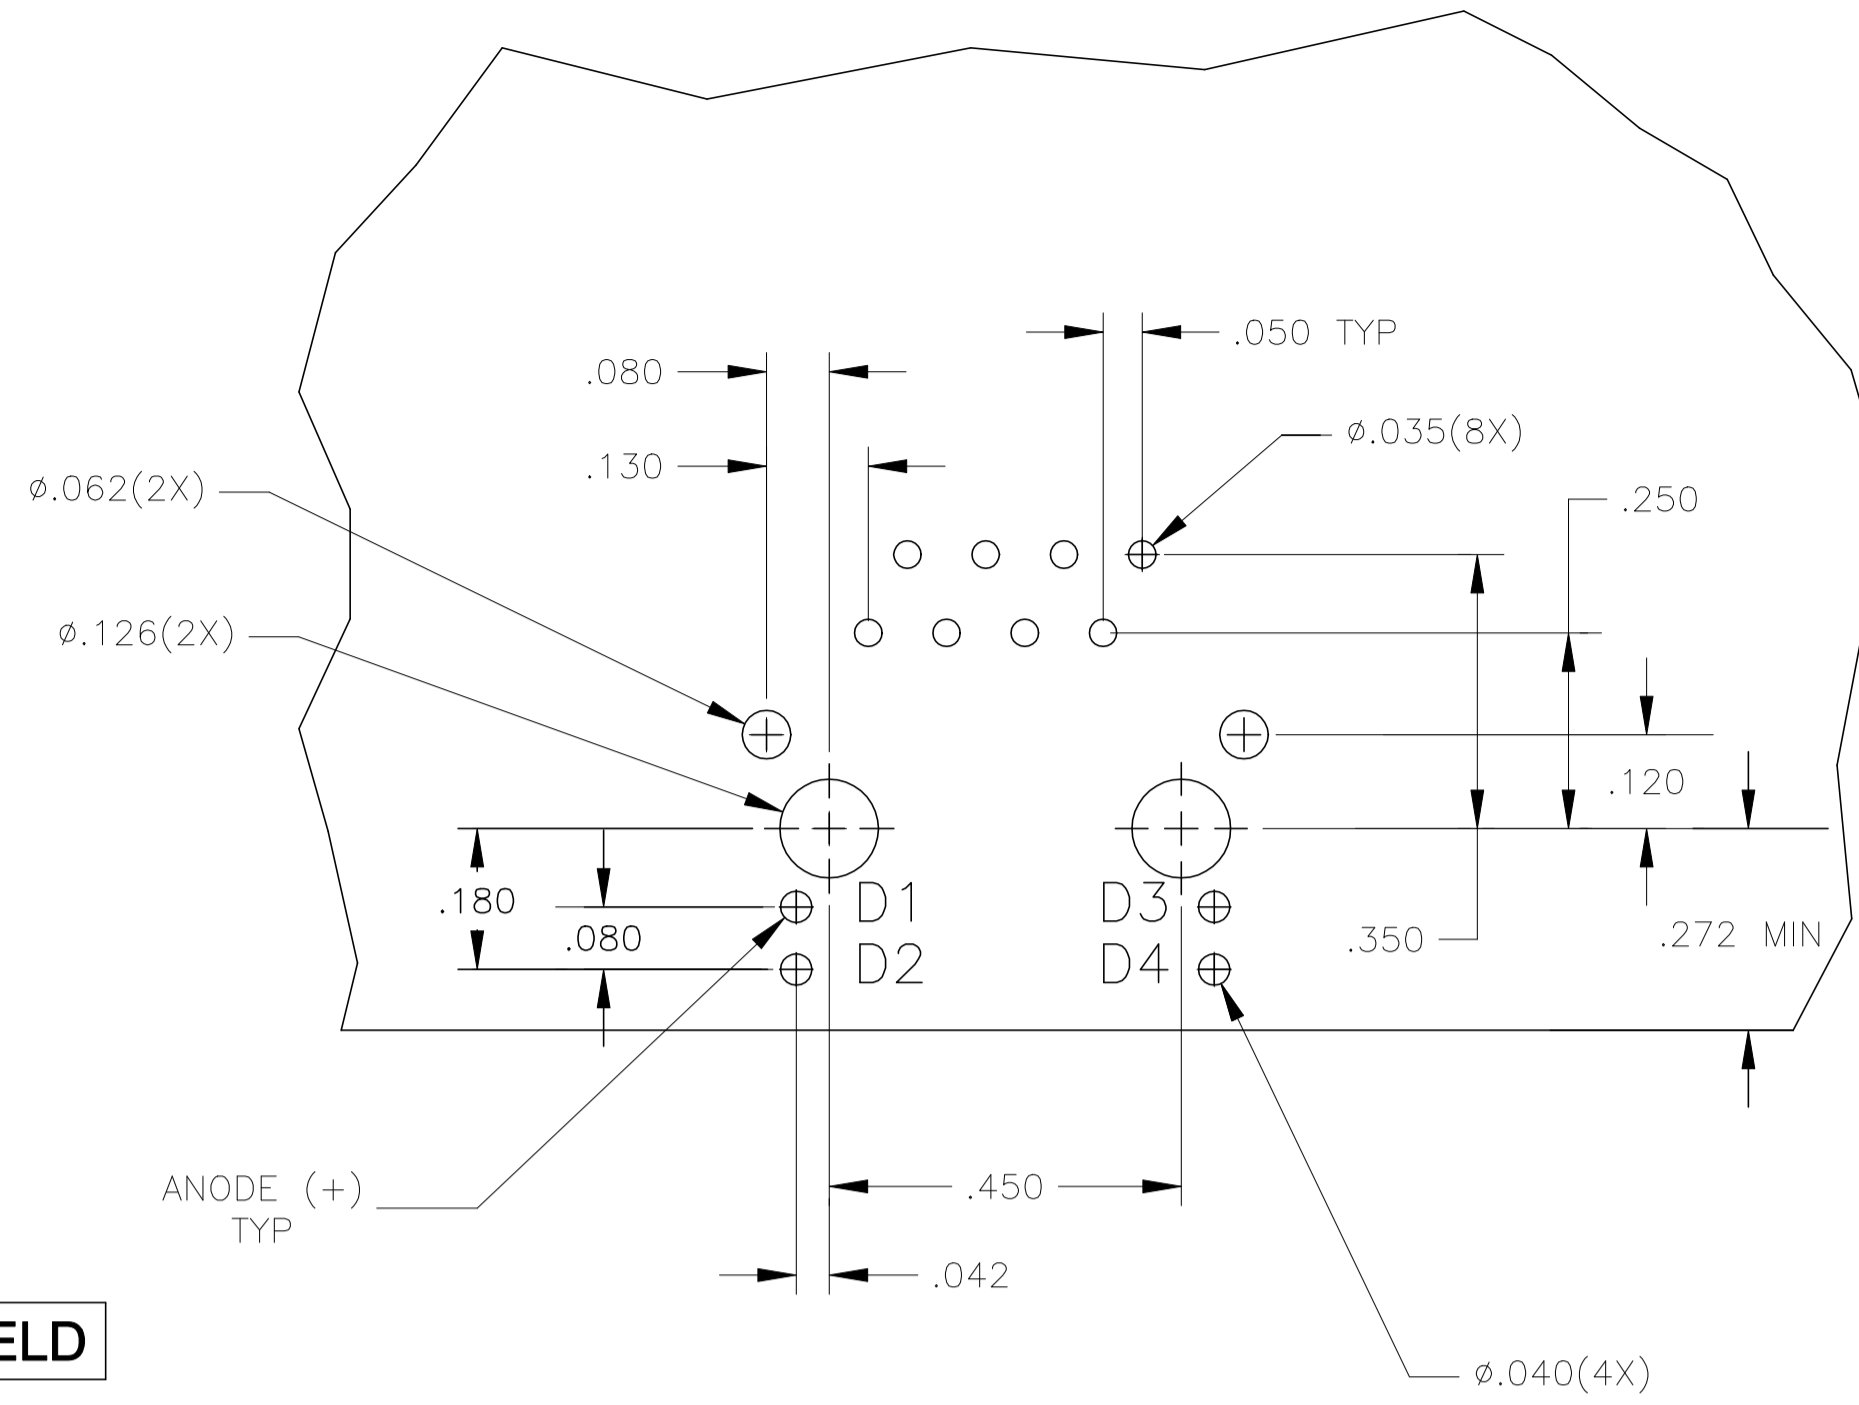 .050 TYP
.080
ø.035(8X)
.130
ø.062(2X)
.250
ø.126(2X)
.120
.180
D1
D3
.080
.350
.272 MIN
D2
D4
ANODE (+)
TYP
.450
.042
ELD
ø.040(4X)